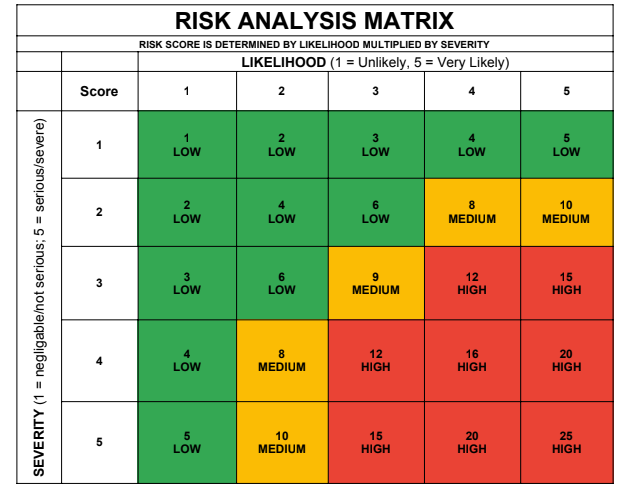 RISK ANALYSIS MATRIX
RISK SCORE IS DETERMINED BY LIKELIHOOD MULTIPLIED BY SEVERITY
LIKELIHOOD (1 = Unlikely, 5 = Very Likely)
Score 1 2 3 4 5
SEVERITY (1 = negligable/not serious; 5 = serious/severe)
1
1
LOW
2
LOW
3
LOW
4
LOW
5
LOW
2
2
LOW
4
LOW
6
LOW
8
MEDIUM
10
MEDIUM
3
3
LOW
6
LOW
9
MEDIUM
12
HIGH
15
HIGH
4
4
LOW
8
MEDIUM
12
HIGH
16
HIGH
20
HIGH
5
5
LOW
10
MEDIUM
15
HIGH
20
HIGH
25
HIGH